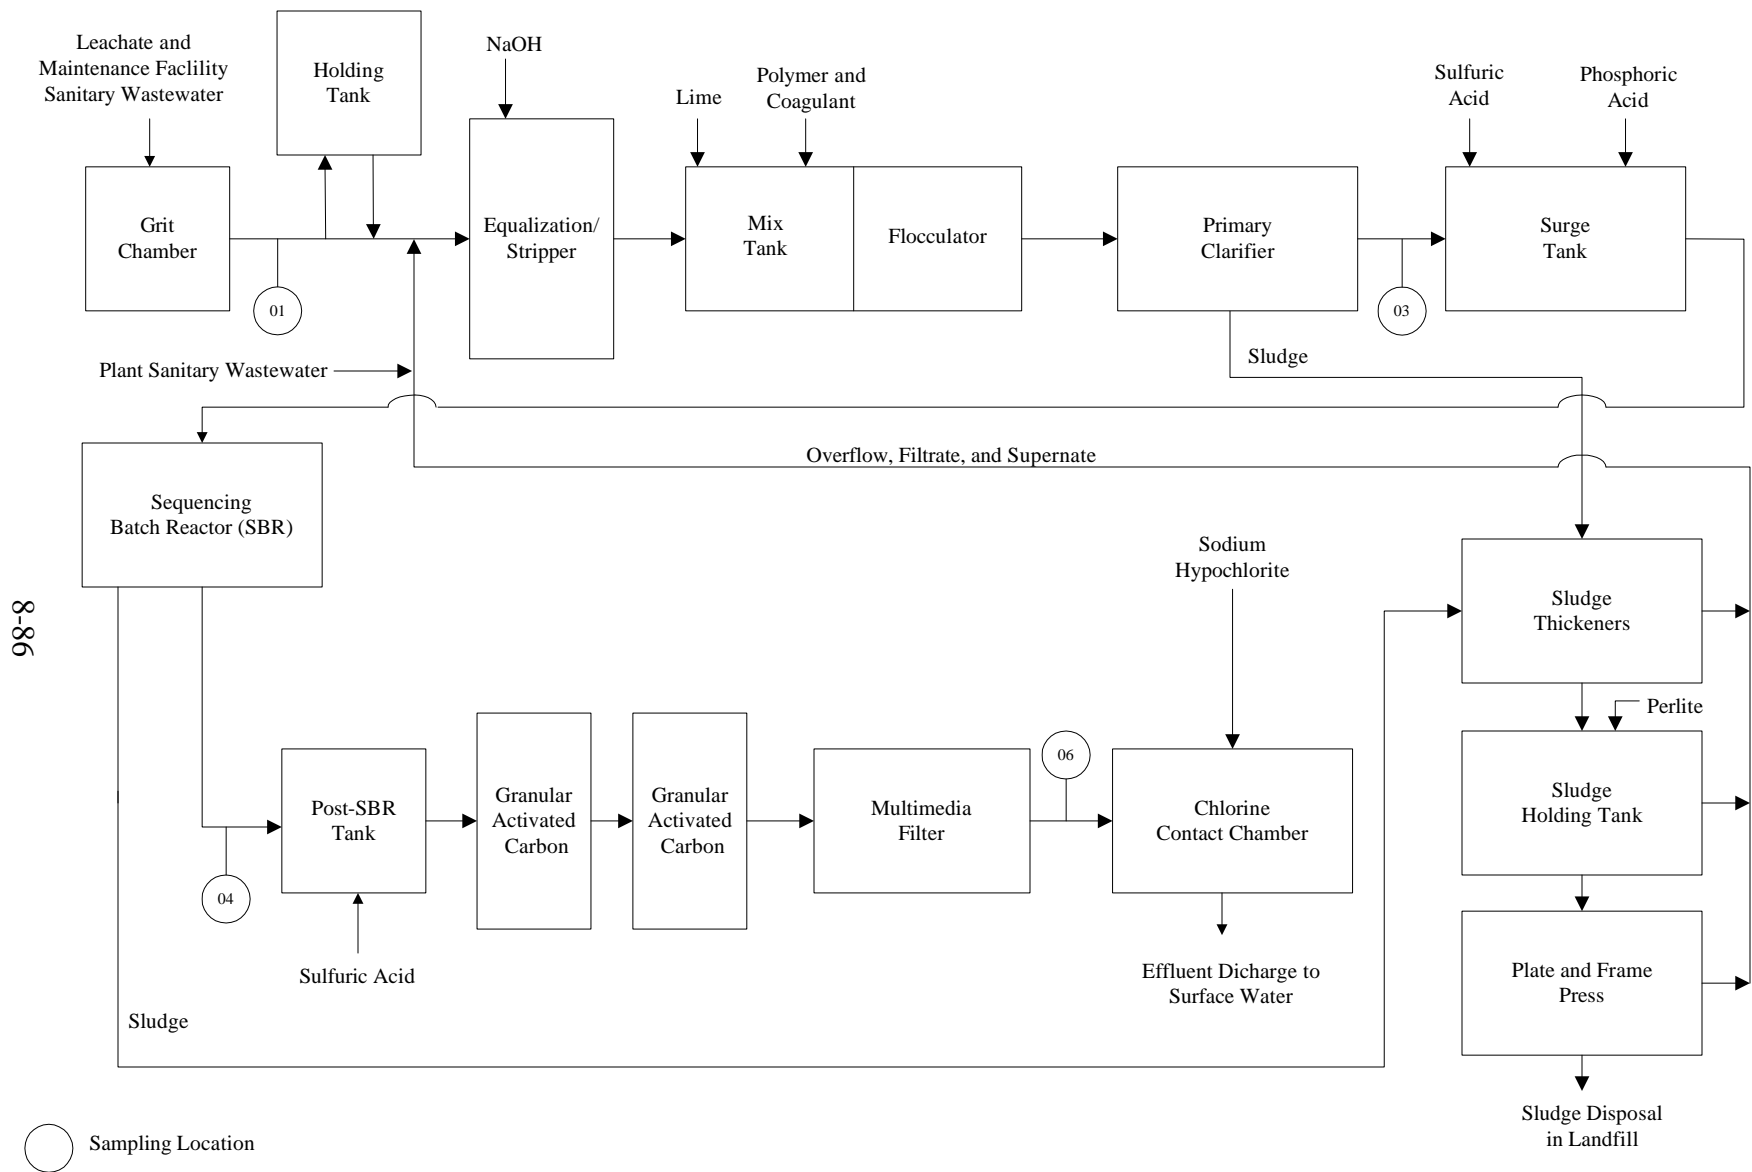 Leachate and
Maintenance Faclility
Sanitary Wastewater
Holding
Tank
NaOH
Lime
Polymer and
Coagulant
Sulfuric
Acid
Phosphoric
Acid
Grit
Chamber
Equalization/
Stripper
Mix
Tank
Flocculator
Primary
Clarifier
Surge
Tank
01
03
Plant Sanitary Wastewater
Sludge
Overflow, Filtrate, and Supernate
Sequencing
Batch Reactor (SBR)
Sodium
Hypochlorite
Sludge
Thickeners
8-86
Perlite
06
Post-SBR
Tank
Granular
Activated
Carbon
Granular
Activated
Carbon
Multimedia
Filter
Chlorine
Contact Chamber
Sludge
Holding Tank
04
Sulfuric Acid
Effluent Dicharge to
Surface Water
Plate and Frame
Press
Sludge
Sludge Disposal
in Landfill
Sampling Location